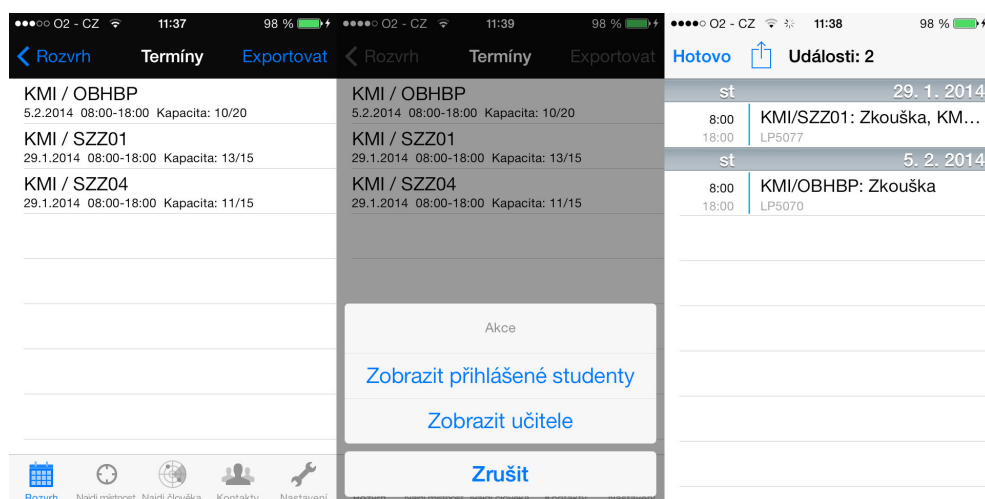 O2 - CZ 11:37 98 %
Rozvrh Termíny Exportovat
KMI / OBHBP
5.2.2014 08:00-18:00 Kapacita: 10/20
KMI / SZZ01
29.1.2014 08:00-18:00 Kapacita: 13/15
KMI / SZZ04
29.1.2014 08:00-18:00 Kapacita: 11/15
Rozvrh Najdi místnost Najdi člověka Kontakty Nastavení
O2 - CZ 11:39 98 %
Rozvrh Termíny Exportovat
KMI / OBHBP
5.2.2014 08:00-18:00 Kapacita: 10/20
KMI / SZZ01
29.1.2014 08:00-18:00 Kapacita: 13/15
KMI / SZZ04
29.1.2014 08:00-18:00 Kapacita: 11/15
Akce
Zobrazit přihlášené studenty
Zobrazit učitele
Zrušit
Rozvrh Najdi místnost Najdi člověka Kontakty Nastavení
O2 - CZ 11:38 98 %
Hotovo Události: 2
st 29. 1. 2014
8:00 KMI/SZZ01: Zkouška, KM...
18:00 LP5077
st 5. 2. 2014
8:00 KMI/OBHBP: Zkouška
18:00 LP5070